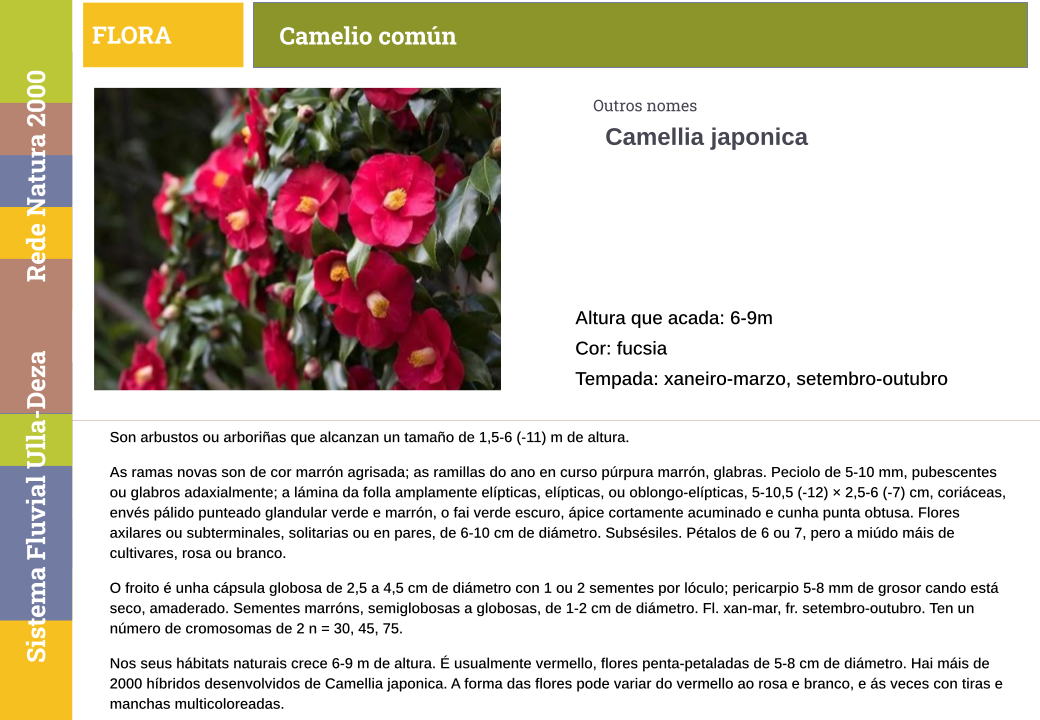 FLORA
Camelio común
Rede Natura 2000
Sistema Fluvial Ulla-Deza
Outros nomes
Camellia japonica
Altura que acada: 6-9m
Cor: fucsia
Tempada: xaneiro-marzo, setembro-outubro
Son arbustos ou arboriñas que alcanzan un tamaño de 1,5-6 (-11) m de altura.
As ramas novas son de cor marrón agrisada; as ramillas do ano en curso púrpura marrón, glabras. Peciolo de 5-10 mm, pubescentes
ou glabros adaxialmente; a lámina da folla amplamente elípticas, elípticas, ou oblongo-elípticas, 5-10,5 (-12) × 2,5-6 (-7) cm, coriáceas,
envés pálido punteado glandular verde e marrón, o fai verde escuro, ápice cortamente acuminado e cunha punta obtusa. Flores
axilares ou subterminales, solitarias ou en pares, de 6-10 cm de diámetro. Subsésiles. Pétalos de 6 ou 7, pero a miúdo máis de
cultivares, rosa ou branco.
O froito é unha cápsula globosa de 2,5 a 4,5 cm de diámetro con 1 ou 2 sementes por lóculo; pericarpio 5-8 mm de grosor cando está
seco, amaderado. Sementes marróns, semiglobosas a globosas, de 1-2 cm de diámetro. Fl. xan-mar, fr. setembro-outubro. Ten un
número de cromosomas de 2 n = 30, 45, 75.
Nos seus hábitats naturais crece 6-9 m de altura. É usualmente vermello, flores penta-petaladas de 5-8 cm de diámetro. Hai máis de
2000 híbridos desenvolvidos de Camellia japonica. A forma das flores pode variar do vermello ao rosa e branco, e ás veces con tiras e
manchas multicoloreadas.